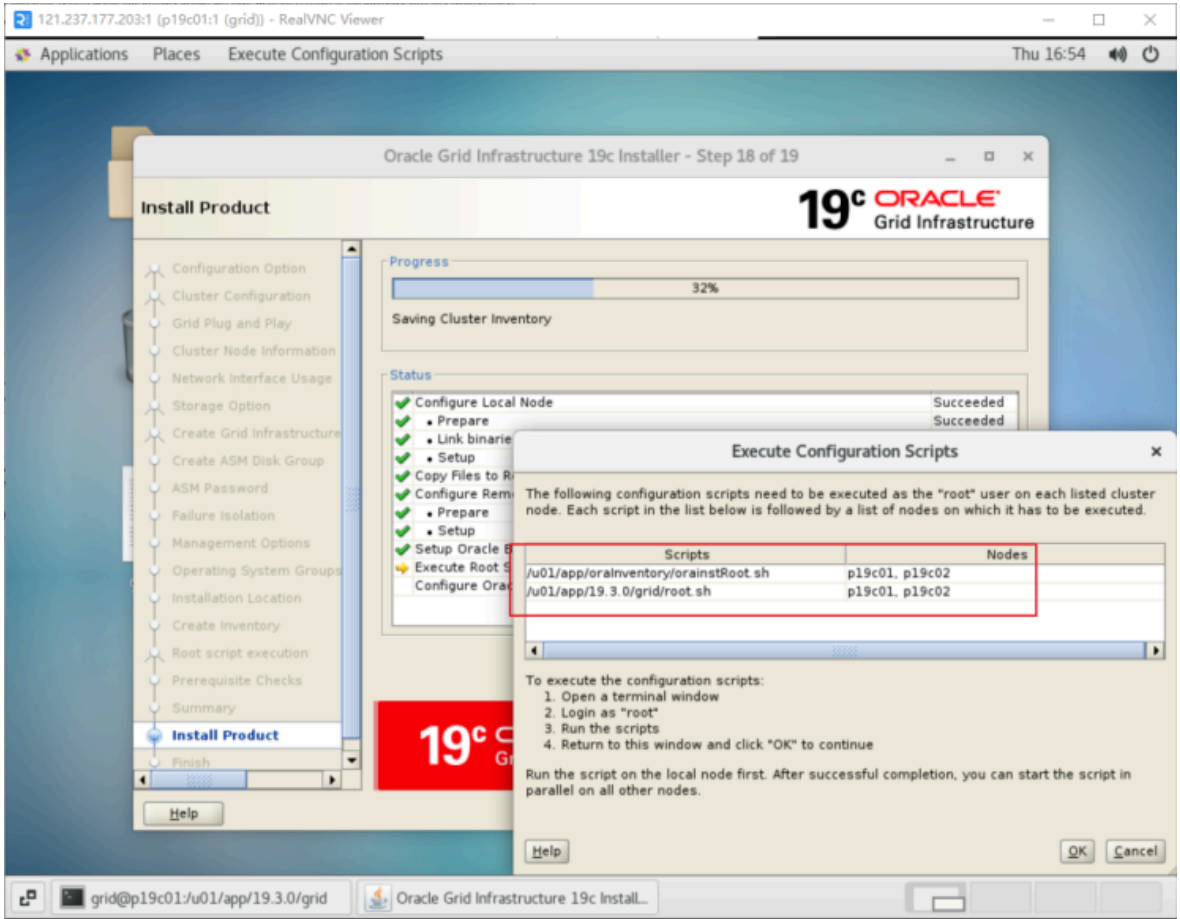 121.237.177.203:1 (p19c01:1 (grid)) - RealVNC Viewer
Applications Places Execute Configuration Scripts Thu 16:54
Oracle Grid Infrastructure 19c Installer - Step 18 of 19
Install Product
19c ORACLE
Grid Infrastructure
Configuration Option
Cluster Configuration
Grid Plug and Play
Cluster Node Information
Network Interface Usage
Storage Option
Create Grid Infrastructure
Create ASM Disk Group
ASM Password
Failure Isolation
Management Options
Operating System Groups
Installation Location
Create Inventory
Root script execution
Prerequisite Checks
Summary
Install Product
Finish
Help
Progress
32%
Saving Cluster Inventory
Status
Configure Local Node Succeeded
• Prepare Succeeded
• Link binarie
• Setup
Copy Files to R
Configure Rem
• Prepare
• Setup
Setup Oracle B
Execute Root S
Configure Orac
19c
Execute Configuration Scripts
The following configuration scripts need to be executed as the "root" user on each listed cluster
node. Each script in the list below is followed by a list of nodes on which it has to be executed.
Scripts Nodes
/u01/app/oraInventory/orainstRoot.sh p19c01, p19c02
/u01/app/19.3.0/grid/root.sh p19c01, p19c02
To execute the configuration scripts:
1. Open a terminal window
2. Login as "root"
3. Run the scripts
4. Return to this window and click "OK" to continue
Run the script on the local node first. After successful completion, you can start the script in
parallel on all other nodes.
Help OK Cancel
grid@p19c01:/u01/app/19.3.0/grid Oracle Grid Infrastructure 19c Install...